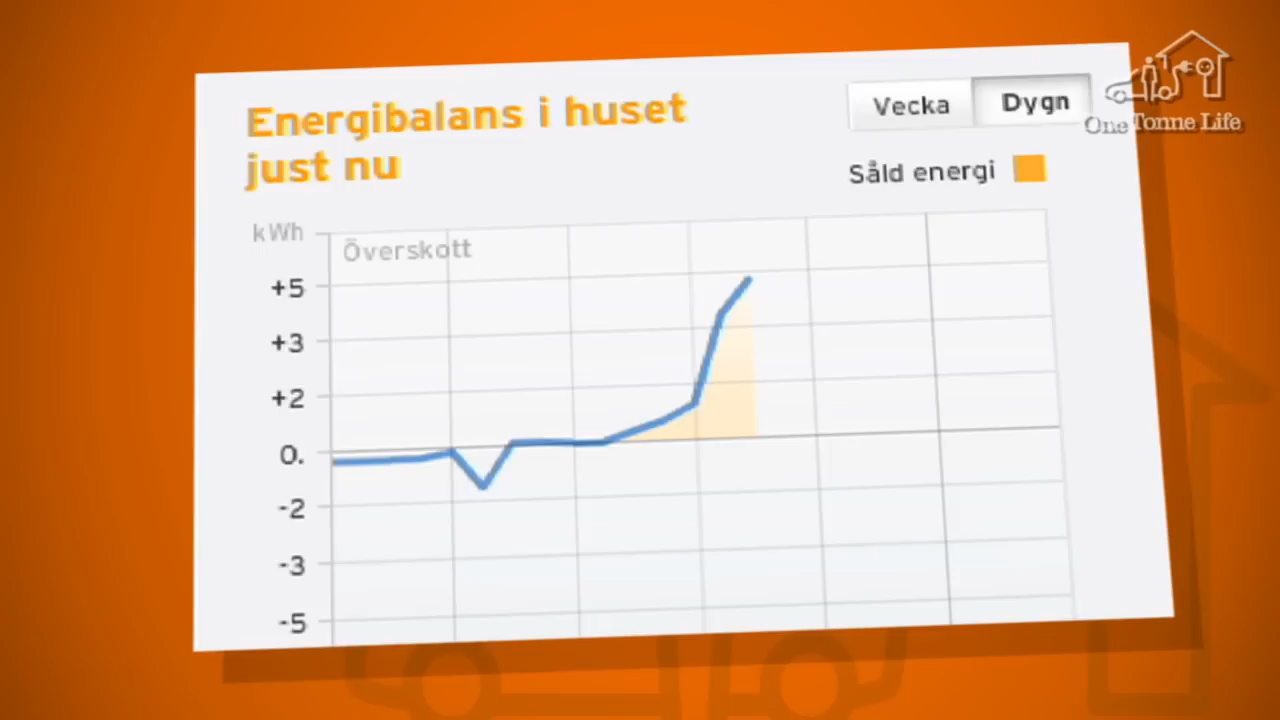 Energibalans i huset
just nu
Vecka
Dygn
One Tonne Life
Såld energi
kWh
Överskott
+5
+3
+2
0.
-2
-3
-5